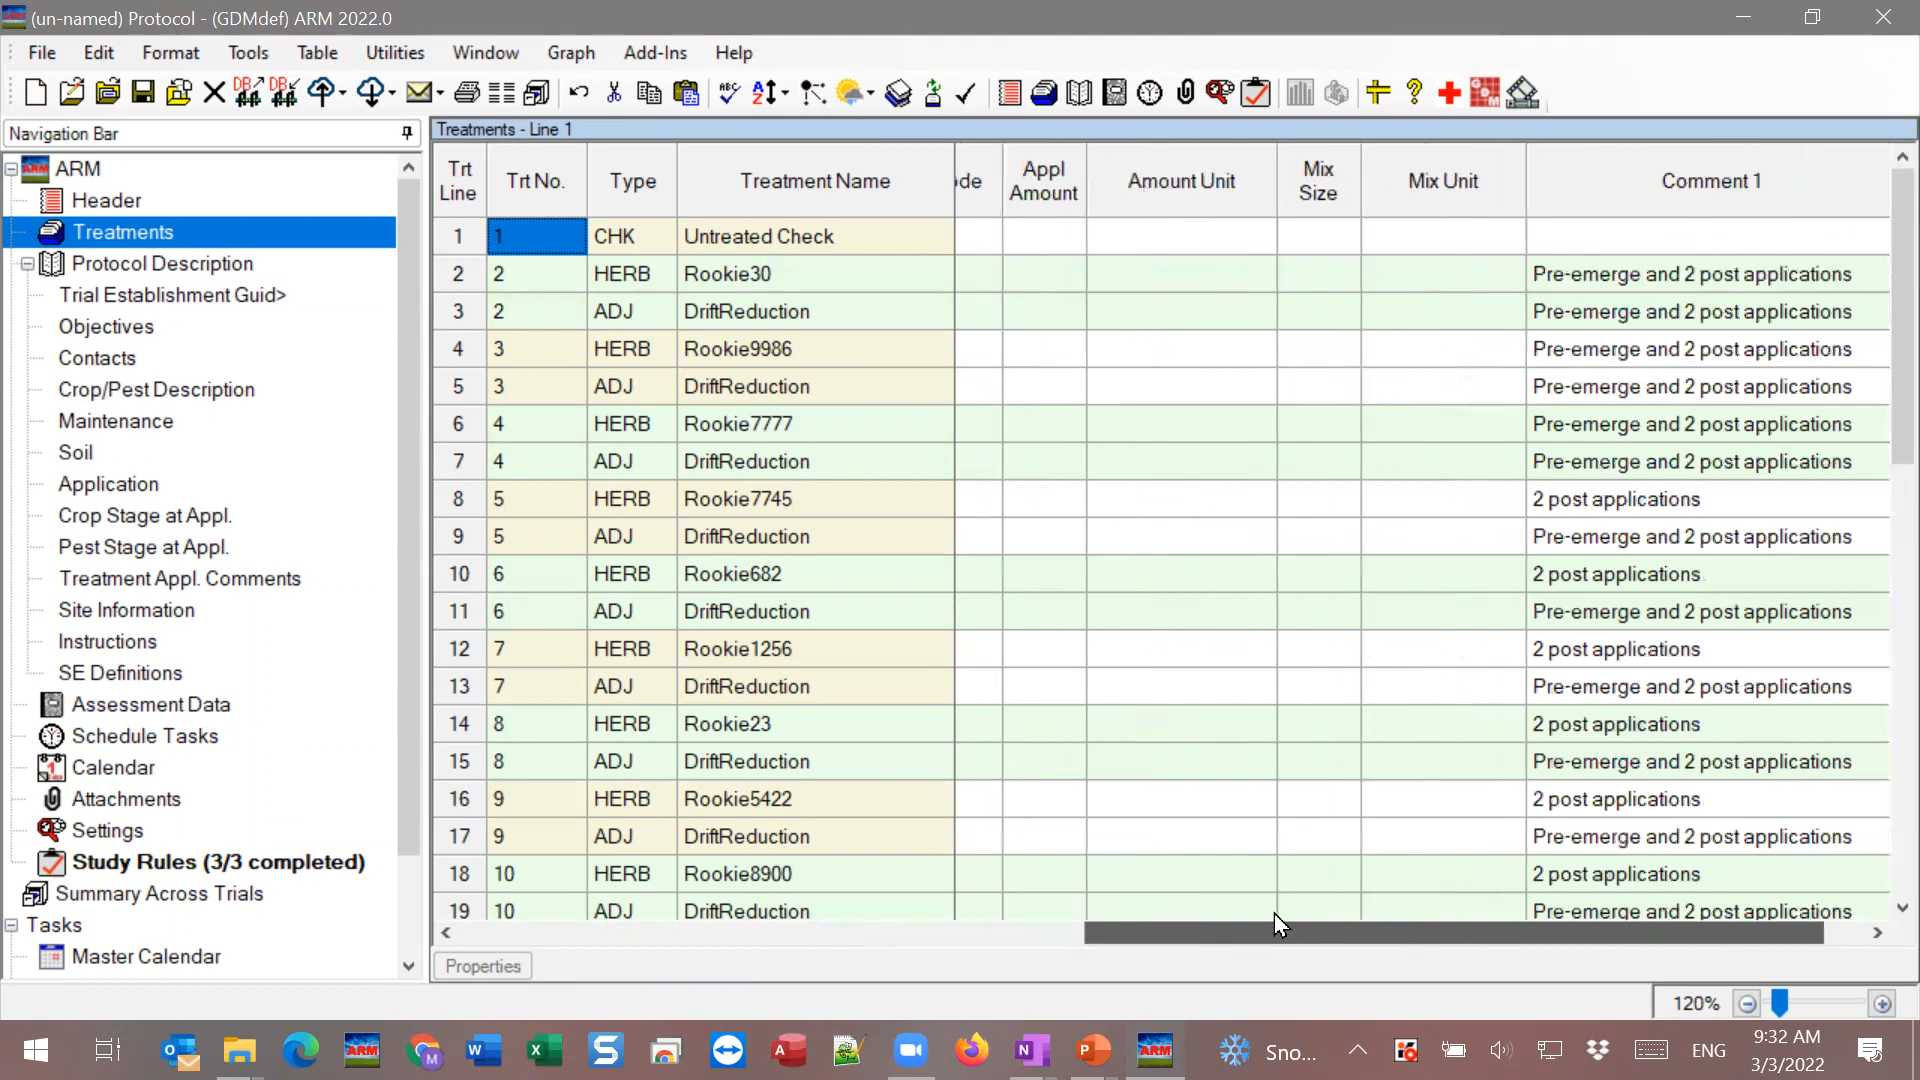 (un-named) Protocol - (GDMdef) ARM 2022.0
File Edit Format Tools Table Utilities Window Graph Add-Ins Help
Navigation Bar
ARM
Header
Treatments
Protocol Description
Trial Establishment Guid>
Objectives
Contacts
Crop/Pest Description
Maintenance
Soil
Application
Crop Stage at Appl.
Pest Stage at Appl.
Treatment Appl. Comments
Site Information
Instructions
SE Definitions
Assessment Data
Schedule Tasks
Calendar
Attachments
Settings
Study Rules (3/3 completed)
Summary Across Trials
Tasks
Master Calendar
Treatments - Line 1
Trt Line Trt No. Type Treatment Name de Appl Amount Amount Unit Mix Size Mix Unit Comment 1
1 1 CHK Untreated Check
2 2 HERB Rookie30 Pre-emerge and 2 post applications
3 2 ADJ DriftReduction Pre-emerge and 2 post applications
4 3 HERB Rookie9986 Pre-emerge and 2 post applications
5 3 ADJ DriftReduction Pre-emerge and 2 post applications
6 4 HERB Rookie7777 Pre-emerge and 2 post applications
7 4 ADJ DriftReduction Pre-emerge and 2 post applications
8 5 HERB Rookie7745 2 post applications
9 5 ADJ DriftReduction Pre-emerge and 2 post applications
10 6 HERB Rookie682 2 post applications
11 6 ADJ DriftReduction Pre-emerge and 2 post applications
12 7 HERB Rookie1256 2 post applications
13 7 ADJ DriftReduction Pre-emerge and 2 post applications
14 8 HERB Rookie23 2 post applications
15 8 ADJ DriftReduction Pre-emerge and 2 post applications
16 9 HERB Rookie5422 2 post applications
17 9 ADJ DriftReduction Pre-emerge and 2 post applications
18 10 HERB Rookie8900 2 post applications
19 10 ADJ DriftReduction Pre-emerge and 2 post applications
Properties
120%
Sno...
ENG
9:32 AM
3/3/2022